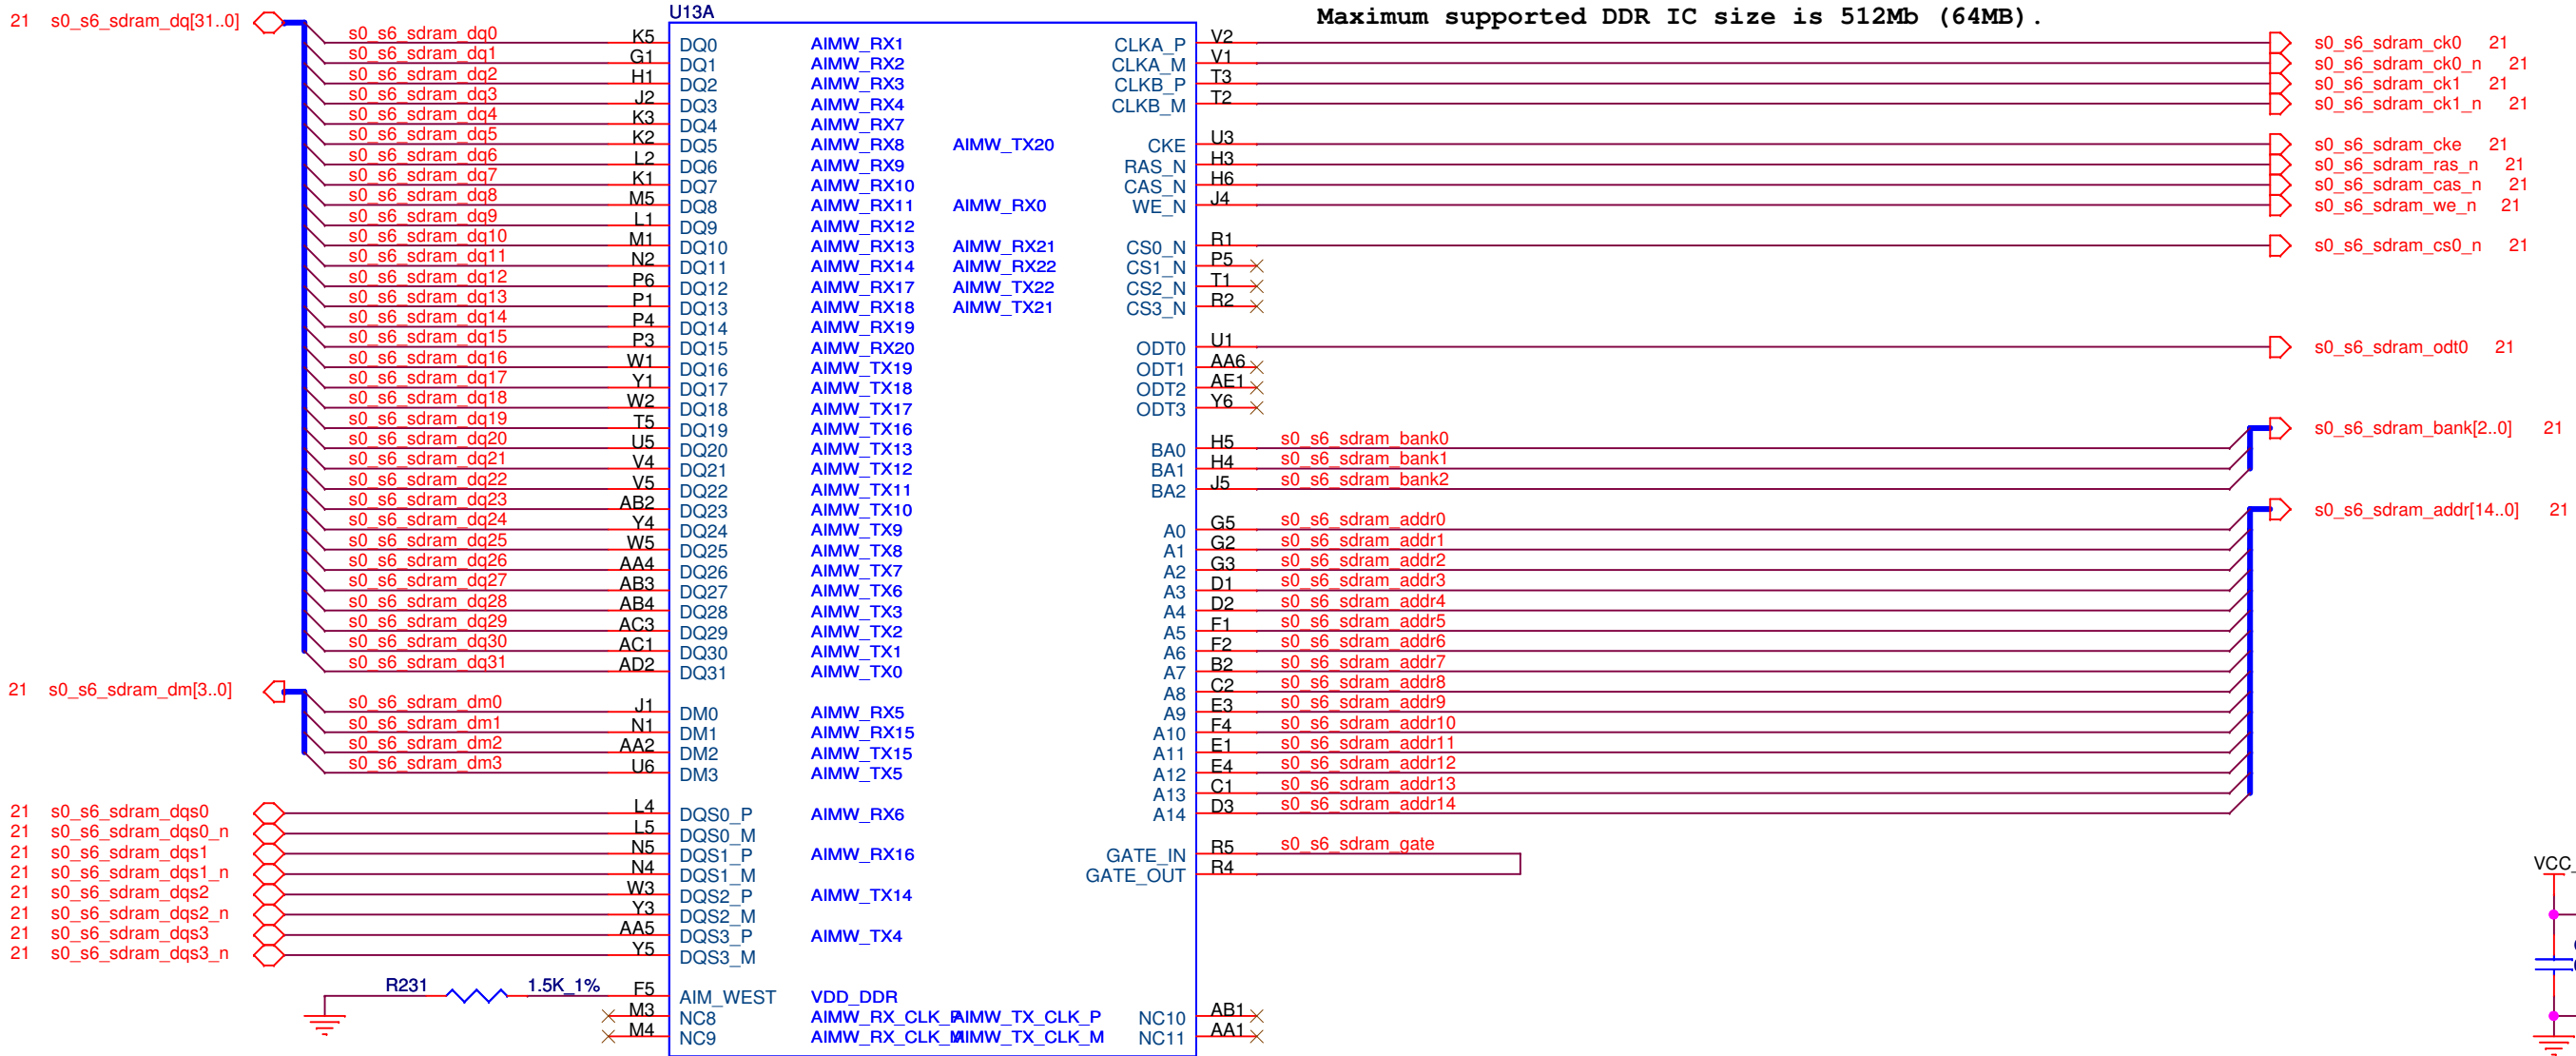 U13A
Maximum supported DDR IC size is 512Mb (64MB).
21 s0_s6_sdram_dq[31..0]
s0_s6_sdram_dq0 K5 DQ0 AIMW_RX1 CLKA_P V2 s0_s6_sdram_ck0 21
s0_s6_sdram_dq1 G1 DQ1 AIMW_RX2 CLKA_M V1 s0_s6_sdram_ck0_n 21
s0_s6_sdram_dq2 H1 DQ2 AIMW_RX3 CLKB_P T3 s0_s6_sdram_ck1 21
s0_s6_sdram_dq3 J2 DQ3 AIMW_RX4 CLKB_M T2 s0_s6_sdram_ck1_n 21
s0_s6_sdram_dq4 K3 DQ4 AIMW_RX7
s0_s6_sdram_dq5 K2 DQ5 AIMW_RX8 AIMW_TX20 CKE U3 s0_s6_sdram_cke 21
s0_s6_sdram_dq6 L2 DQ6 AIMW_RX9 RAS_N H3 s0_s6_sdram_ras_n 21
s0_s6_sdram_dq7 K1 DQ7 AIMW_RX10 CAS_N H6 s0_s6_sdram_cas_n 21
s0_s6_sdram_dq8 M5 DQ8 AIMW_RX11 AIMW_RX0 WE_N J4 s0_s6_sdram_we_n 21
s0_s6_sdram_dq9 L1 DQ9 AIMW_RX12
s0_s6_sdram_dq10 M1 DQ10 AIMW_RX13 AIMW_RX21 CS0_N R1 s0_s6_sdram_cs0_n 21
s0_s6_sdram_dq11 N2 DQ11 AIMW_RX14 AIMW_RX22 CS1_N P5
s0_s6_sdram_dq12 P6 DQ12 AIMW_RX17 AIMW_TX22 CS2_N T1
s0_s6_sdram_dq13 P1 DQ13 AIMW_RX18 AIMW_TX21 CS3_N R2
s0_s6_sdram_dq14 P4 DQ14 AIMW_RX19
s0_s6_sdram_dq15 P3 DQ15 AIMW_RX20 ODT0 U1 s0_s6_sdram_odt0 21
s0_s6_sdram_dq16 W1 DQ16 AIMW_TX19 ODT1 AA6
s0_s6_sdram_dq17 Y1 DQ17 AIMW_TX18 ODT2 AE1
s0_s6_sdram_dq18 W2 DQ18 AIMW_TX17 ODT3 Y6
s0_s6_sdram_dq19 T5 DQ19 AIMW_TX16 s0_s6_sdram_bank[2..0] 21
s0_s6_sdram_dq20 U5 DQ20 AIMW_TX13 BA0 H5 s0_s6_sdram_bank0
s0_s6_sdram_dq21 V4 DQ21 AIMW_TX12 BA1 H4 s0_s6_sdram_bank1
s0_s6_sdram_dq22 V5 DQ22 AIMW_TX11 BA2 J5 s0_s6_sdram_bank2
s0_s6_sdram_dq23 AB2 DQ23 AIMW_TX10 s0_s6_sdram_addr[14..0] 21
s0_s6_sdram_dq24 Y4 DQ24 AIMW_TX9 A0 G5 s0_s6_sdram_addr0
s0_s6_sdram_dq25 W5 DQ25 AIMW_TX8 A1 G2 s0_s6_sdram_addr1
s0_s6_sdram_dq26 AA4 DQ26 AIMW_TX7 A2 G3 s0_s6_sdram_addr2
s0_s6_sdram_dq27 AB3 DQ27 AIMW_TX6 A3 D1 s0_s6_sdram_addr3
s0_s6_sdram_dq28 AB4 DQ28 AIMW_TX3 A4 D2 s0_s6_sdram_addr4
s0_s6_sdram_dq29 AC3 DQ29 AIMW_TX2 A5 F1 s0_s6_sdram_addr5
s0_s6_sdram_dq30 AC1 DQ30 AIMW_TX1 A6 F2 s0_s6_sdram_addr6
s0_s6_sdram_dq31 AD2 DQ31 AIMW_TX0 A7 B2 s0_s6_sdram_addr7
21 s0_s6_sdram_dm[3..0] A8 C2 s0_s6_sdram_addr8
s0_s6_sdram_dm0 J1 DM0 AIMW_RX5 A9 E3 s0_s6_sdram_addr9
s0_s6_sdram_dm1 N1 DM1 AIMW_RX15 A10 F4 s0_s6_sdram_addr10
s0_s6_sdram_dm2 AA2 DM2 AIMW_TX15 A11 E1 s0_s6_sdram_addr11
s0_s6_sdram_dm3 U6 DM3 AIMW_TX5 A12 E4 s0_s6_sdram_addr12
A13 C1 s0_s6_sdram_addr13
21 s0_s6_sdram_dqs0 L4 DQS0_P AIMW_RX6 A14 D3 s0_s6_sdram_addr14
21 s0_s6_sdram_dqs0_n L5 DQS0_M
21 s0_s6_sdram_dqs1 N5 DQS1_P AIMW_RX16 GATE_IN R5 s0_s6_sdram_gate
21 s0_s6_sdram_dqs1_n N4 DQS1_M GATE_OUT R4
21 s0_s6_sdram_dqs2 W3 DQS2_P AIMW_TX14
21 s0_s6_sdram_dqs2_n Y3 DQS2_M
21 s0_s6_sdram_dqs3 AA5 DQS3_P AIMW_TX4
21 s0_s6_sdram_dqs3_n Y5 DQS3_M
R231 1.5K_1% F5 AIM_WEST VDD_DDR
M3 NC8 AIMW_RX_CLK_P AIMW_TX_CLK_P NC10 AB1
M4 NC9 AIMW_RX_CLK_M AIMW_TX_CLK_M NC11 AA1